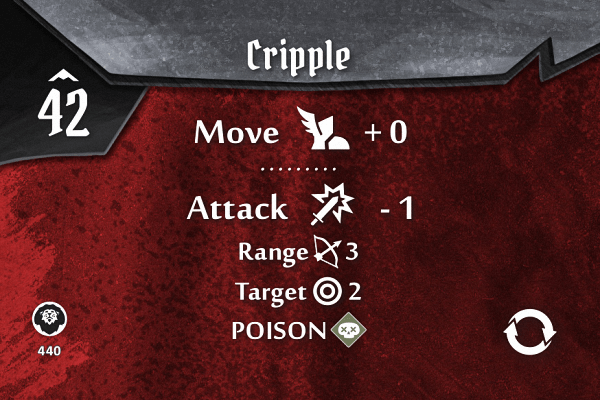 Cripple
42
Move + 0
Attack - 1
Range 3
Target 2
POISON
440